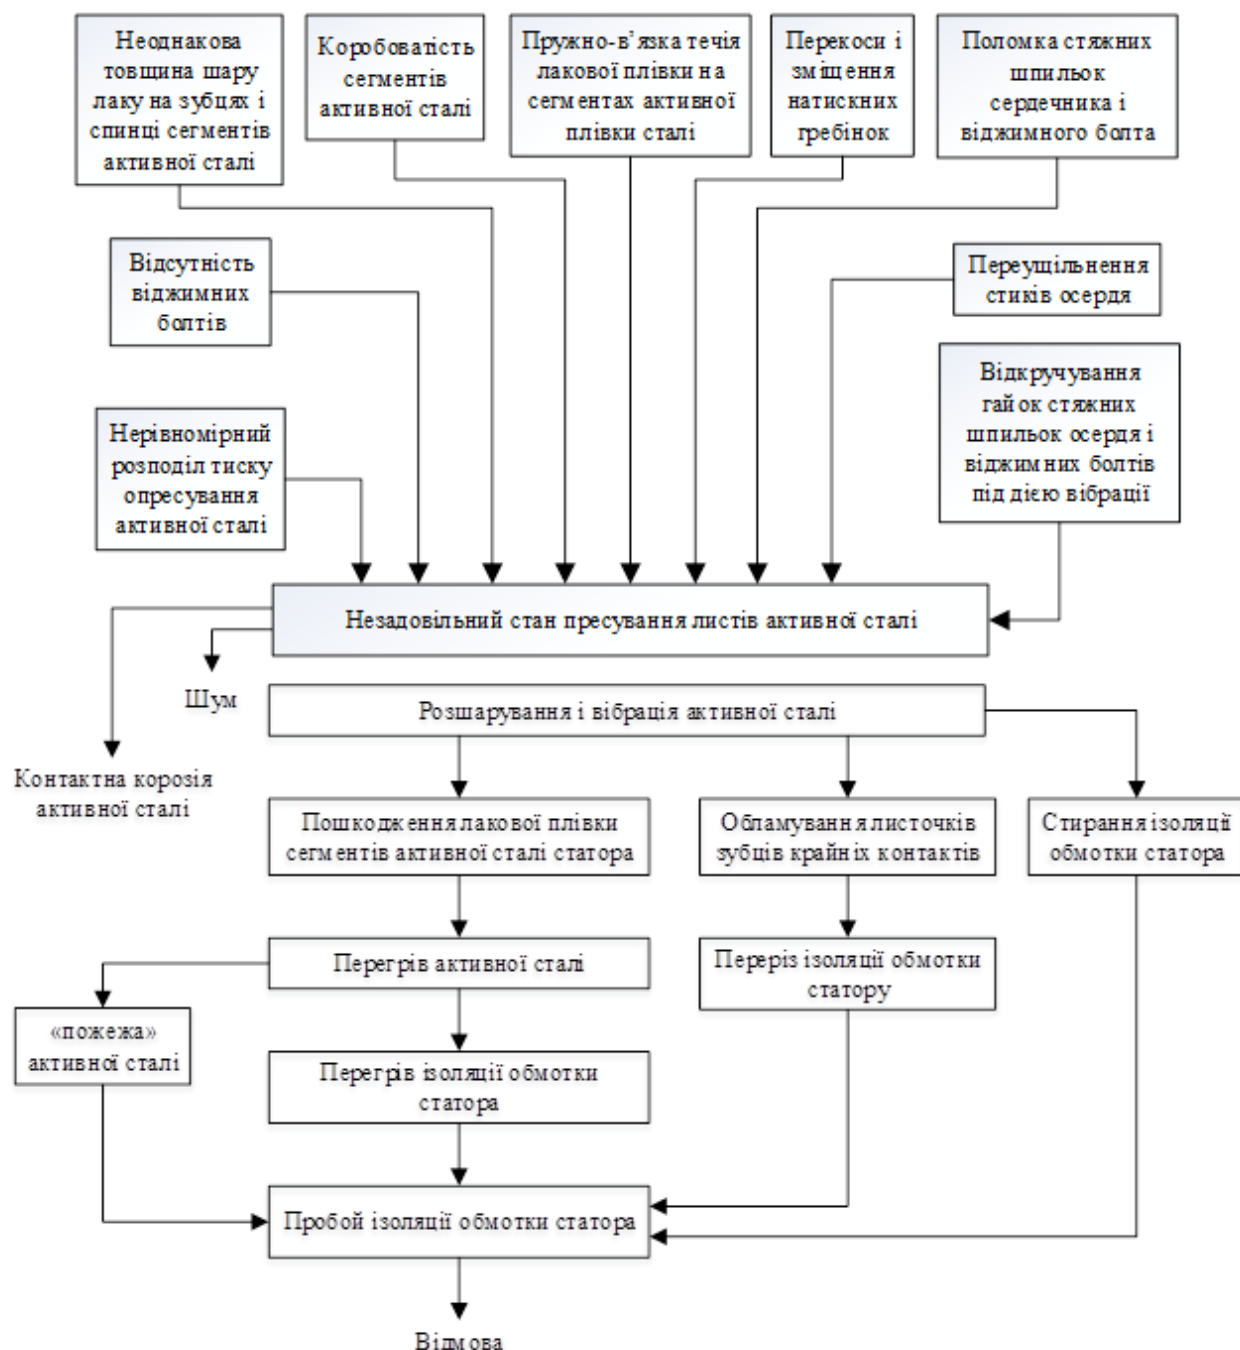 Неоднакова
товщина шару
лаку на зубцях і
спинці сегментів
активної сталі
Коробоватість
сегментів
активної сталі
Пружно-в’язка течія
лакової плівки на
сегментах активної
плівки сталі
Перекоси і
зміщення
натискних
гребінок
Поломка стяжних
шпильок
сердечника і
віджимного болта
Відсутність
віджимних
болтів
Переущільнення
стиків осердя
Нерівномірний
розподіл тиску
опресування
активної сталі
Відкручування
гайок стяжних
шпильок осердя і
віджимних болтів
під дією вібрації
Незадовільний стан пресування листів активної сталі
Шум
Контактна корозія
активної сталі
Розшарування і вібрація активної сталі
Пошкодження лакової плівки
сегментів активної сталі статора
Обламування листочків
зубців крайніх контактів
Стирання ізоляції
обмотки статора
Перегрів активної сталі
Переріз ізоляції обмотки
статору
«пожежа»
активної сталі
Перегрів ізоляції обмотки
статора
Пробой ізоляції обмотки статора
Відмова